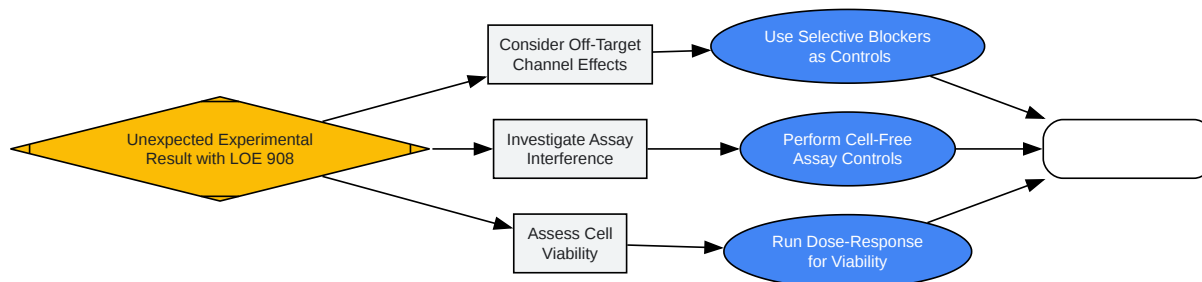 Consider Off-Target
Channel Effects
Use Selective Blockers
as Controls
Unexpected Experimental
Result with LOE 908
Investigate Assay
Interference
Perform Cell-Free
Assay Controls
Assess Cell
Viability
Run Dose-Response
for Viability